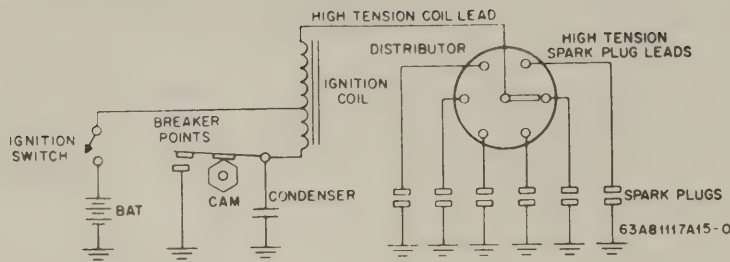 HIGH TENSION COIL LEAD
DISTRIBUTOR
HIGH TENSION
SPARK PLUG LEADS
IGNITION
COIL
BREAKER
POINTS
IGNITION
SWITCH
BAT
CAM
CONDENSER
SPARK PLUGS
63A81117A15-O